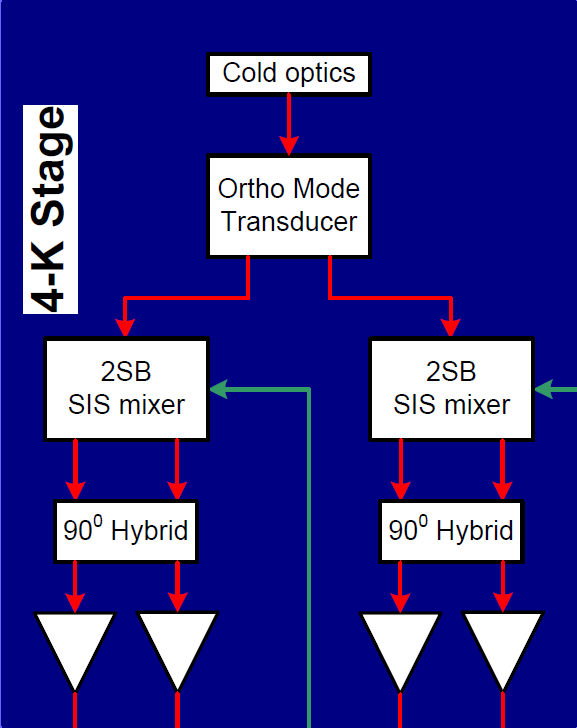 Cold optics
4-K Stage
Ortho Mode
Transducer
2SB
SIS mixer
2SB
SIS mixer
90⁰ Hybrid
90⁰ Hybrid